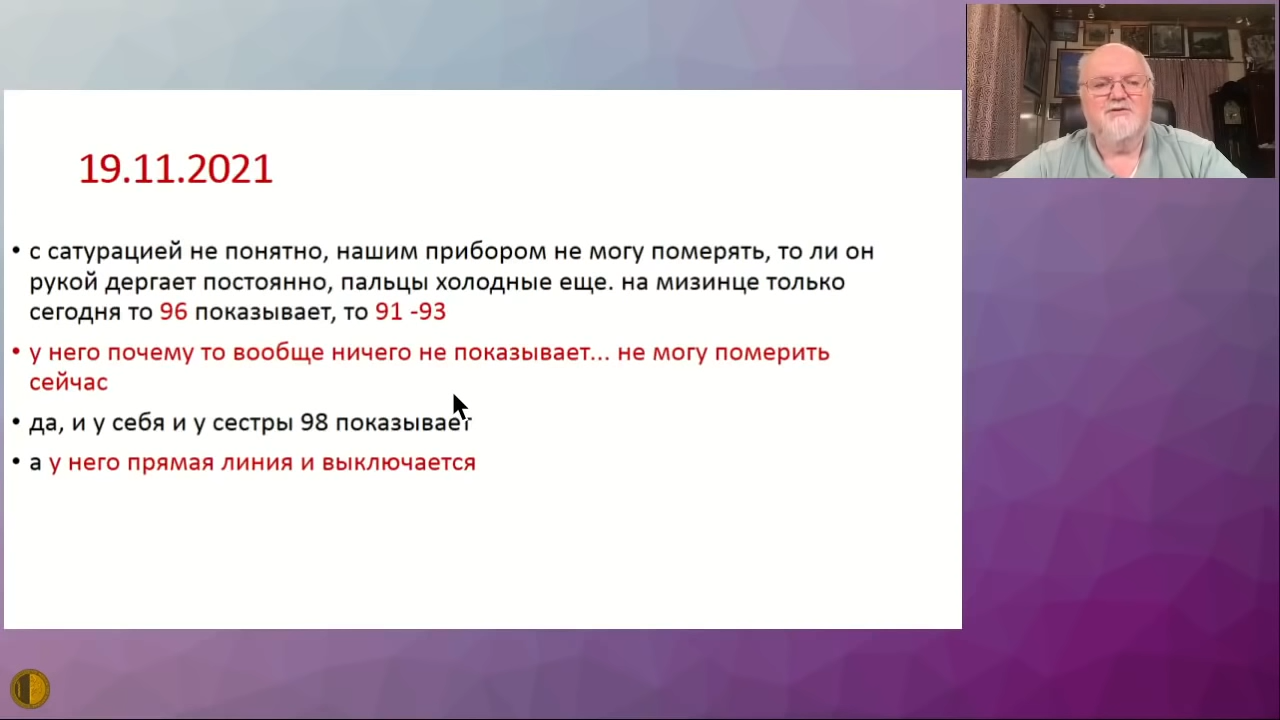 19.11.2021
• с сатурацией не понятно, нашим прибором не могу померять, то ли он
рукой дергает постоянно, пальцы холодные еще. на мизинце только
сегодня то 96 показывает, то 91 -93
• у него почему то вообще ничего не показывает... не могу померить
сейчас
• да, и у себя и у сестры 98 показывает
• а у него прямая линия и выключается